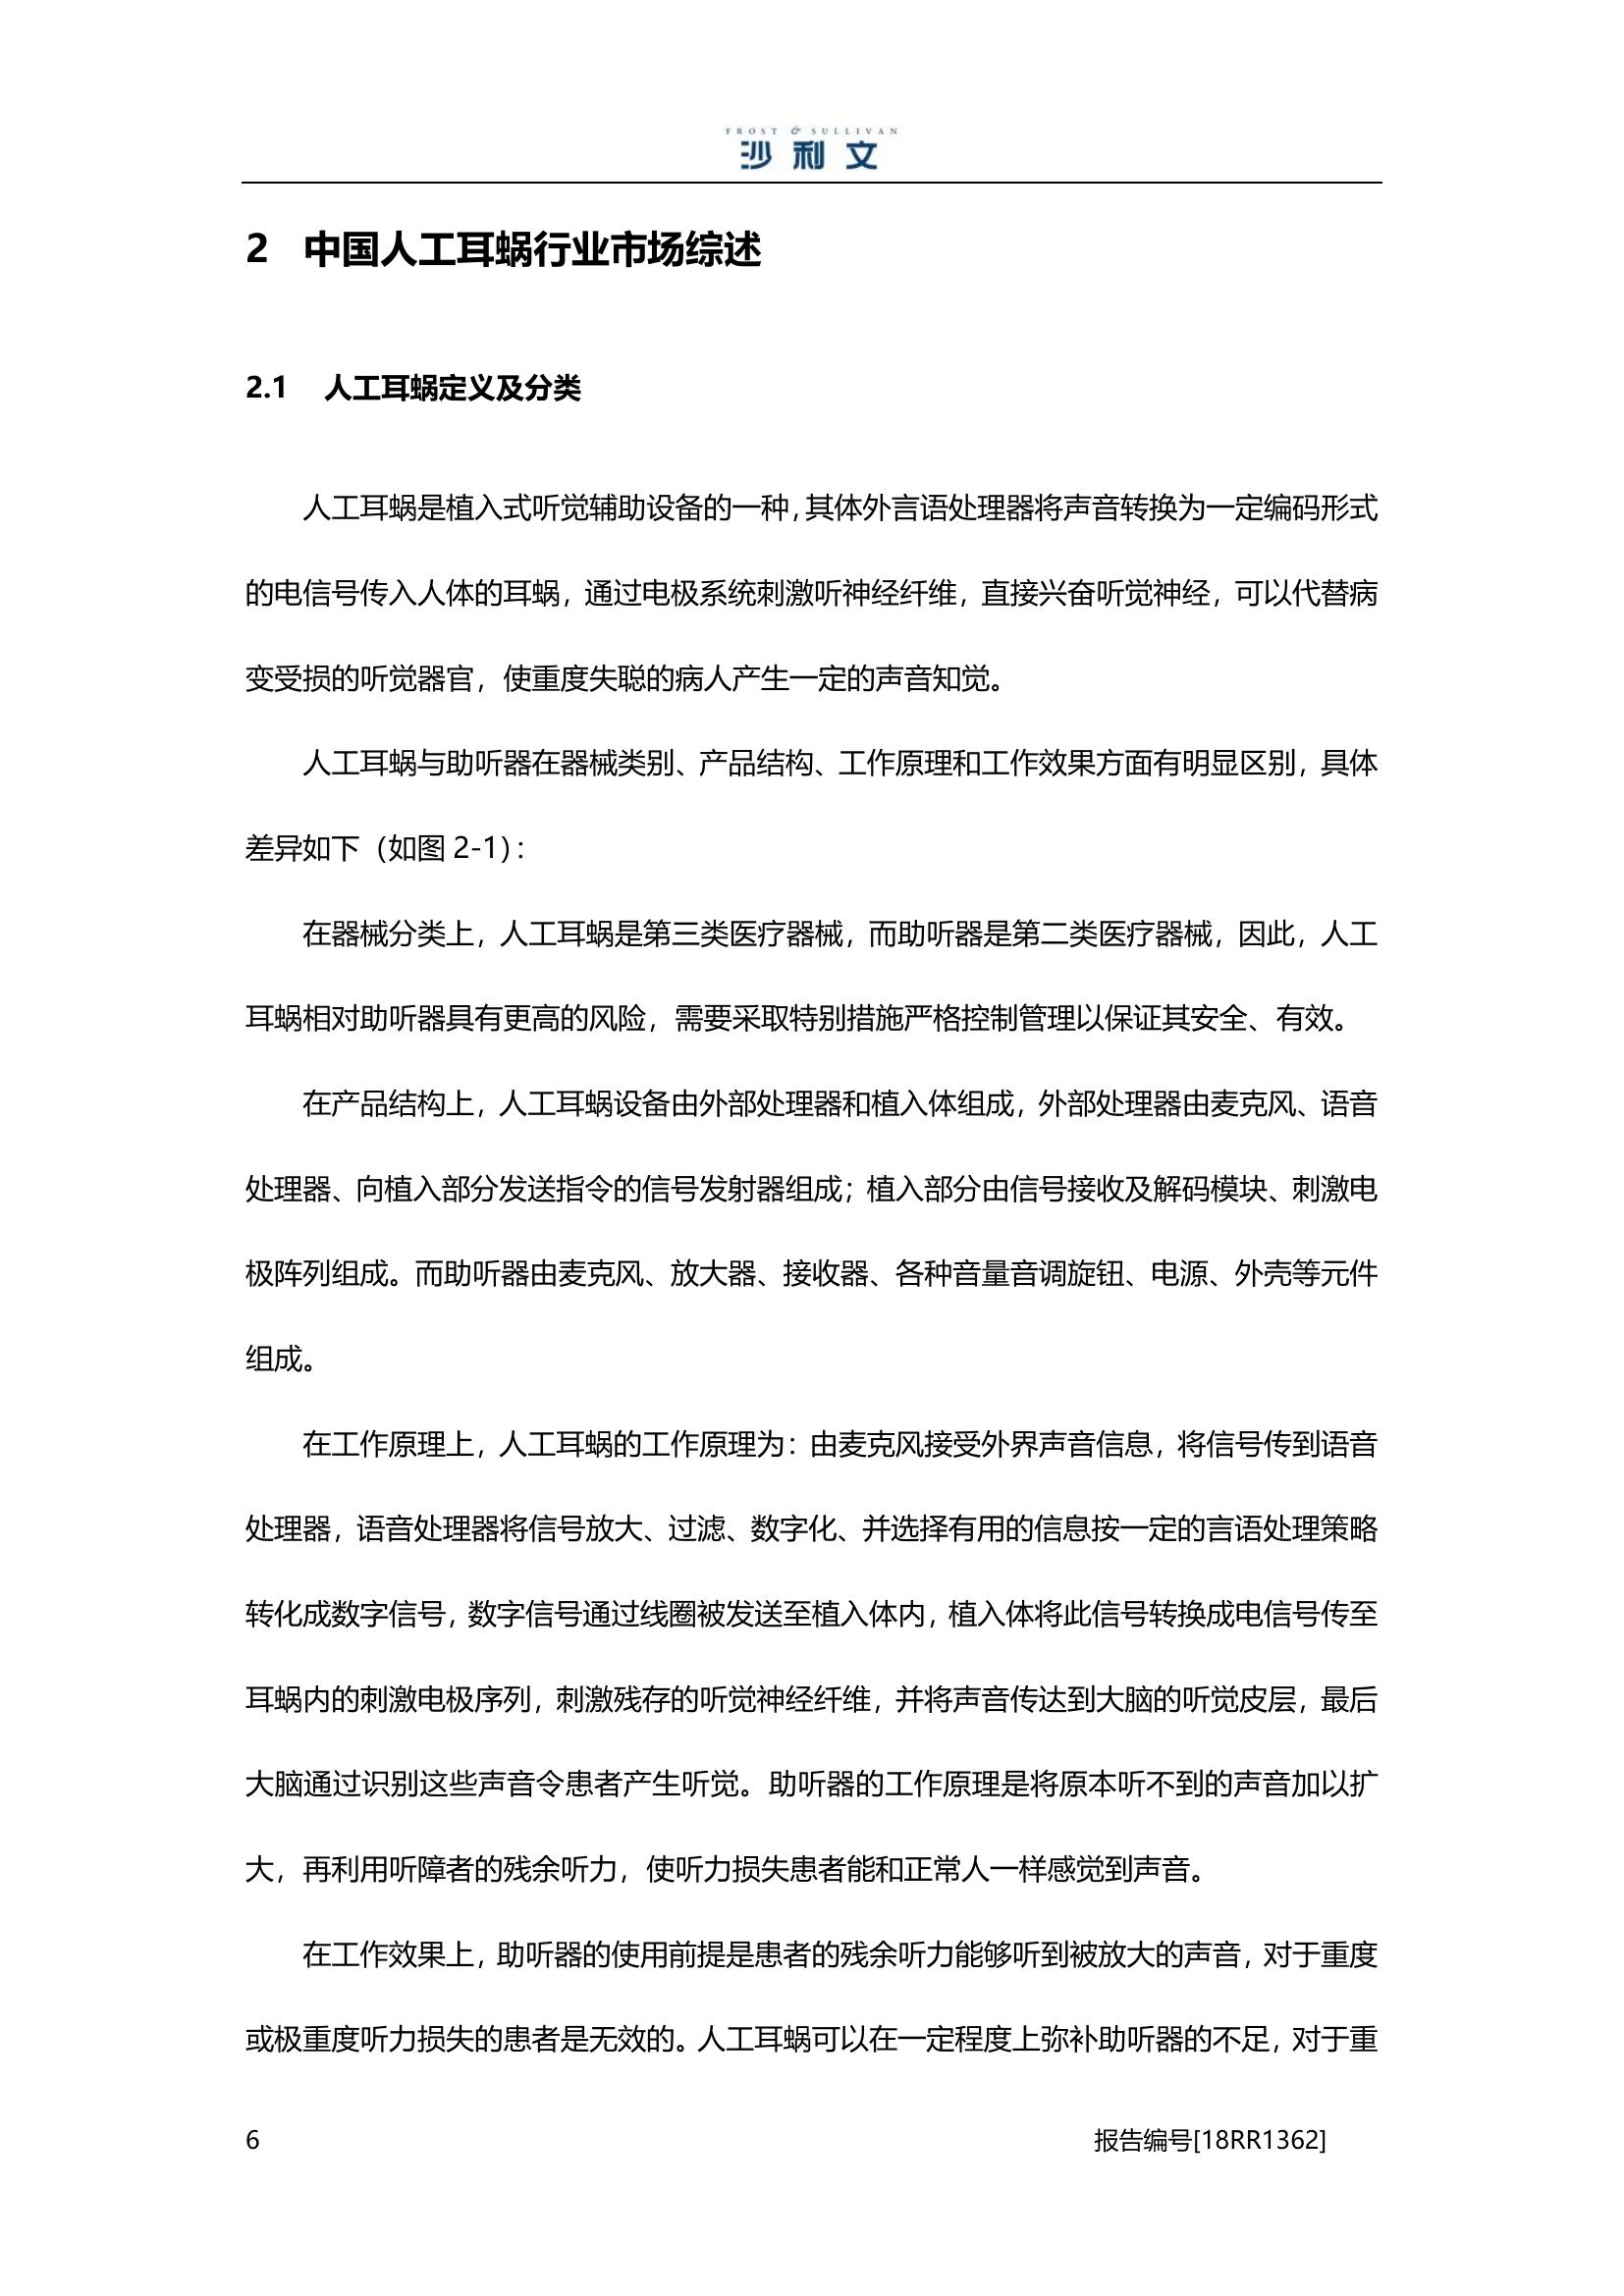 FROST & SULLIVAN
沙利文
2 中国人工耳蜗行业市场综述
2.1 人工耳蜗定义及分类
人工耳蜗是植入式听觉辅助设备的一种，其体外言语处理器将声音转换为一定编码形式
的电信号传入人体的耳蜗，通过电极系统刺激听神经纤维，直接兴奋听觉神经，可以代替病
变受损的听觉器官，使重度失聪的病人产生一定的声音知觉。
人工耳蜗与助听器在器械类别、产品结构、工作原理和工作效果方面有明显区别，具体
差异如下（如图 2-1）：
在器械分类上，人工耳蜗是第三类医疗器械，而助听器是第二类医疗器械，因此，人工
耳蜗相对助听器具有更高的风险，需要采取特别措施严格控制管理以保证其安全、有效。
在产品结构上，人工耳蜗设备由外部处理器和植入体组成，外部处理器由麦克风、语音
处理器、向植入部分发送指令的信号发射器组成；植入部分由信号接收及解码模块、刺激电
极阵列组成。而助听器由麦克风、放大器、接收器、各种音量音调旋钮、电源、外壳等元件
组成。
在工作原理上，人工耳蜗的工作原理为：由麦克风接受外界声音信息，将信号传到语音
处理器，语音处理器将信号放大、过滤、数字化、并选择有用的信息按一定的言语处理策略
转化成数字信号，数字信号通过线圈被发送至植入体内，植入体将此信号转换成电信号传至
耳蜗内的刺激电极序列，刺激残存的听觉神经纤维，并将声音传达到大脑的听觉皮层，最后
大脑通过识别这些声音令患者产生听觉。助听器的工作原理是将原本听不到的声音加以扩
大，再利用听障者的残余听力，使听力损失患者能和正常人一样感觉到声音。
在工作效果上，助听器的使用前提是患者的残余听力能够听到被放大的声音，对于重度
或极重度听力损失的患者是无效的。人工耳蜗可以在一定程度上弥补助听器的不足，对于重
6 报告编号[18RR1362]